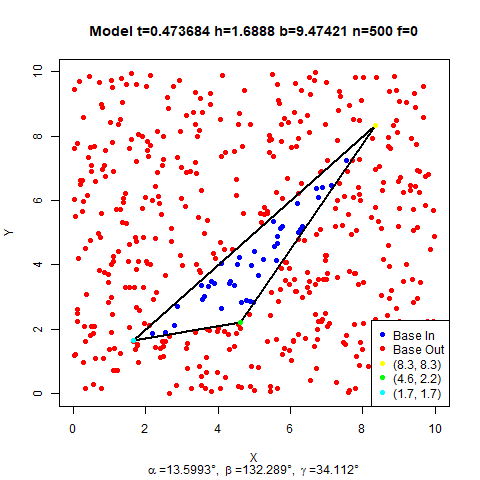 Model t=0.473684 h=1.6888 b=9.47421 n=500 f=0
10
8
6
4
2
0
Y
Base In
Base Out
(8.3, 8.3)
(4.6, 2.2)
(1.7, 1.7)
0 2 4 6 8 10
X
α=13.5993°, β=132.289°, γ=34.112°